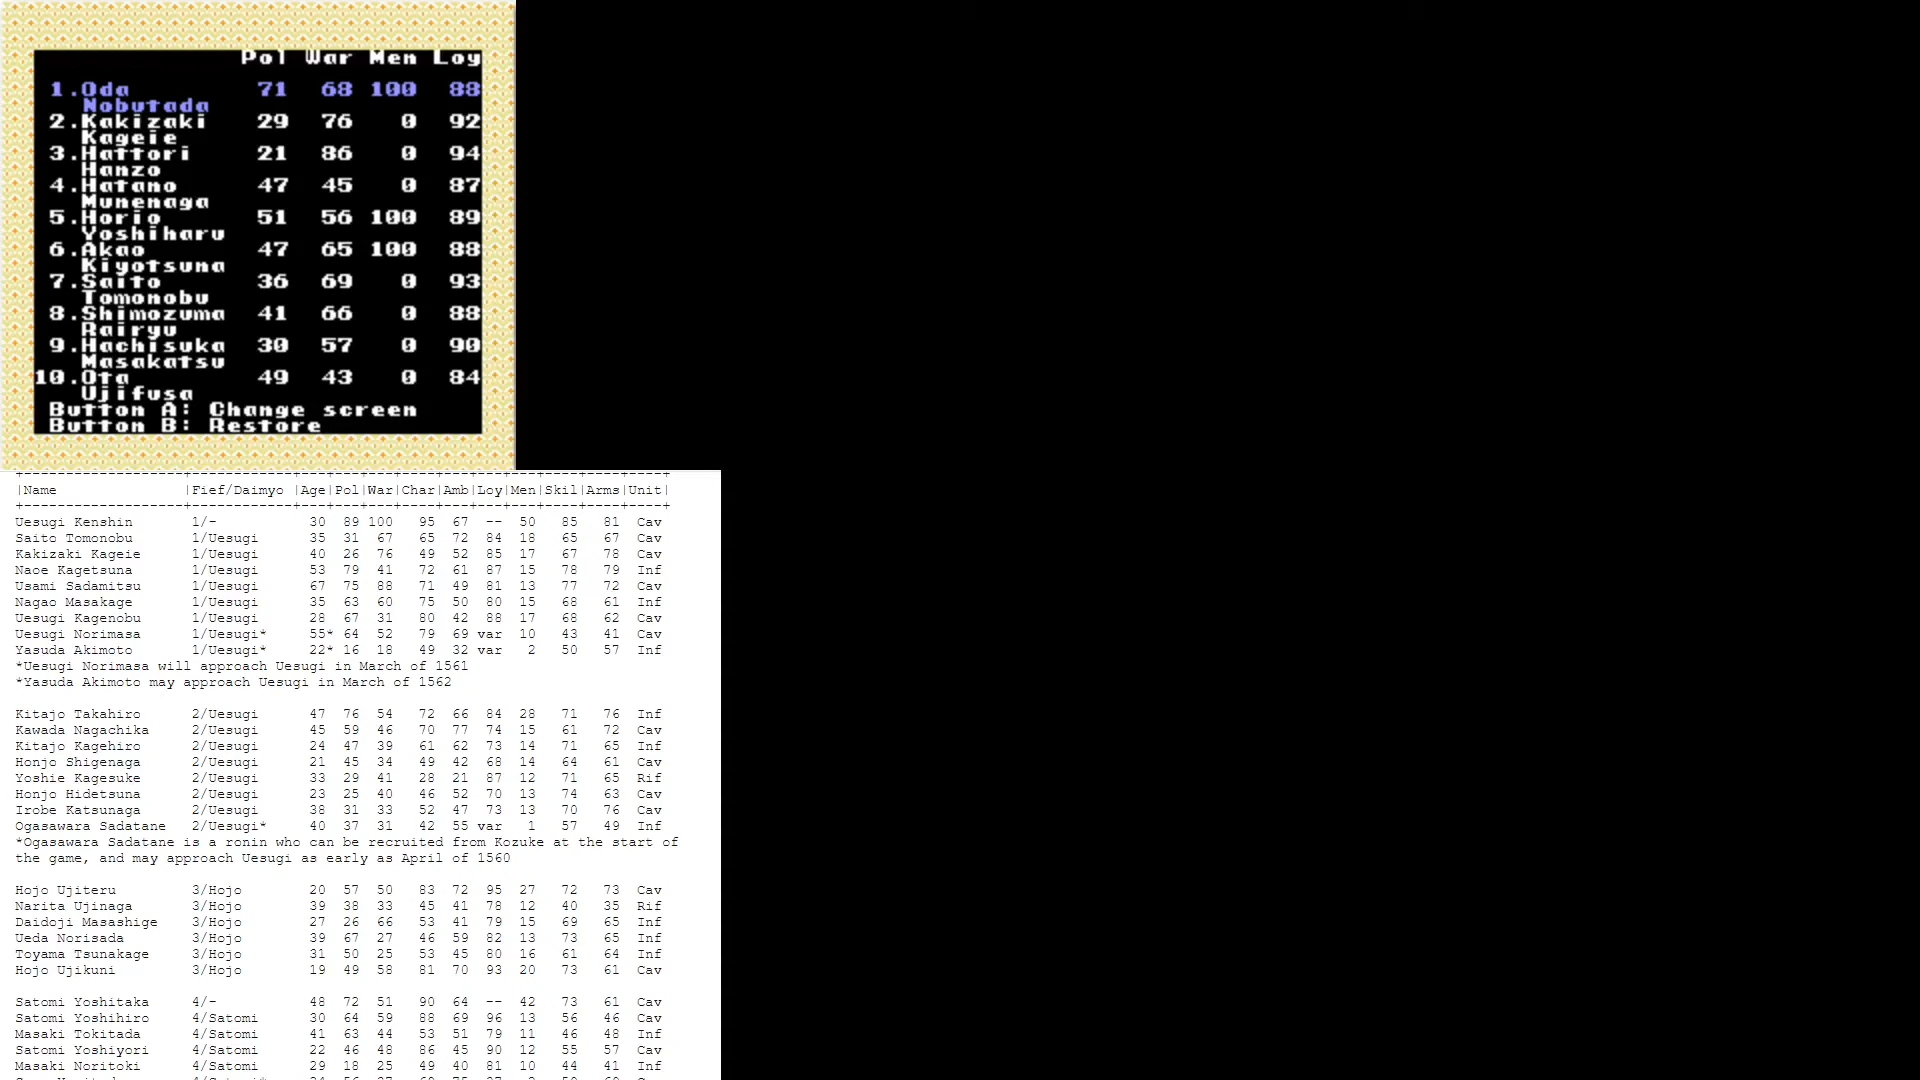 Pol War Men Loy
1.Oda 71 68 100 88
Nobutada
2.Kakizaki 29 76 0 92
Kageie
3.Hattori 21 86 0 94
Hanzo
4.Hatano 47 45 0 87
Munenaga
5.Horio 51 56 100 89
Yoshiharu
6.Akao 47 65 100 88
Kiyotsuna
7.Saito 36 69 0 93
Tomonobu
8.Shimozuma 41 66 0 88
Rairyu
9.Hachisuka 30 57 0 90
Masakatsu
10.Ota 49 43 0 84
Ujifusa
Button A: Change screen
Button B: Restore
+--------------------+------------+---+---+---+----+---+---+---+----+----+----+
|Name |Fief/Daimyo |Age|Pol|War|Char|Amb|Loy|Men|Skil|Arms|Unit|
+--------------------+------------+---+---+---+----+---+---+---+----+----+----+
Uesugi Kenshin 1/- 30 89 100 95 67 -- 50 85 81 Cav
Saito Tomonobu 1/Uesugi 35 31 67 65 72 84 18 65 67 Cav
Kakizaki Kageie 1/Uesugi 40 26 76 49 52 85 17 67 78 Cav
Naoe Kagetsuna 1/Uesugi 53 79 41 72 61 87 15 78 79 Inf
Usami Sadamitsu 1/Uesugi 67 75 88 71 49 81 13 77 72 Cav
Nagao Masakage 1/Uesugi 35 63 60 75 50 80 15 68 61 Inf
Uesugi Kagenobu 1/Uesugi 28 67 31 80 42 88 17 68 62 Cav
Uesugi Norimasa 1/Uesugi* 55* 64 52 79 69 var 10 43 41 Cav
Yasuda Akimoto 1/Uesugi* 22* 16 18 49 32 var 2 50 57 Inf
*Uesugi Norimasa will approach Uesugi in March of 1561
*Yasuda Akimoto may approach Uesugi in March of 1562
Kitajo Takahiro 2/Uesugi 47 76 54 72 66 84 28 71 76 Inf
Kawada Nagachika 2/Uesugi 45 59 46 70 77 74 15 61 72 Cav
Kitajo Kagehiro 2/Uesugi 24 47 39 61 62 73 14 71 65 Inf
Honjo Shigenaga 2/Uesugi 21 45 34 49 42 68 14 64 61 Cav
Yoshie Kagesuke 2/Uesugi 33 29 41 28 21 87 12 71 65 Rif
Honjo Hidetsuna 2/Uesugi 23 25 40 46 52 70 13 74 63 Cav
Irobe Katsunaga 2/Uesugi 38 31 33 52 47 73 13 70 76 Cav
Ogasawara Sadatane 2/Uesugi* 40 37 31 42 55 var 1 57 49 Inf
*Ogasawara Sadatane is a ronin who can be recruited from Kozuke at the start of
the game, and may approach Uesugi as early as April of 1560
Hojo Ujiteru 3/Hojo 20 57 50 83 72 95 27 72 73 Cav
Narita Ujinaga 3/Hojo 39 38 33 45 41 78 12 40 35 Rif
Daidoji Masashige 3/Hojo 27 26 66 53 41 79 15 69 65 Inf
Ueda Norisada 3/Hojo 39 67 27 46 59 82 13 73 65 Inf
Toyama Tsunakage 3/Hojo 31 50 25 53 45 80 16 61 64 Inf
Hojo Ujikuni 3/Hojo 19 49 58 81 70 93 20 73 61 Cav
Satomi Yoshitaka 4/- 48 72 51 90 64 -- 42 73 61 Cav
Satomi Yoshihiro 4/Satomi 30 64 59 88 69 96 13 56 46 Cav
Masaki Tokitada 4/Satomi 41 63 44 53 51 79 11 46 48 Inf
Satomi Yoshiyori 4/Satomi 22 46 48 86 45 90 12 55 57 Cav
Masaki Noritoki 4/Satomi 29 18 25 49 40 81 10 44 41 Inf